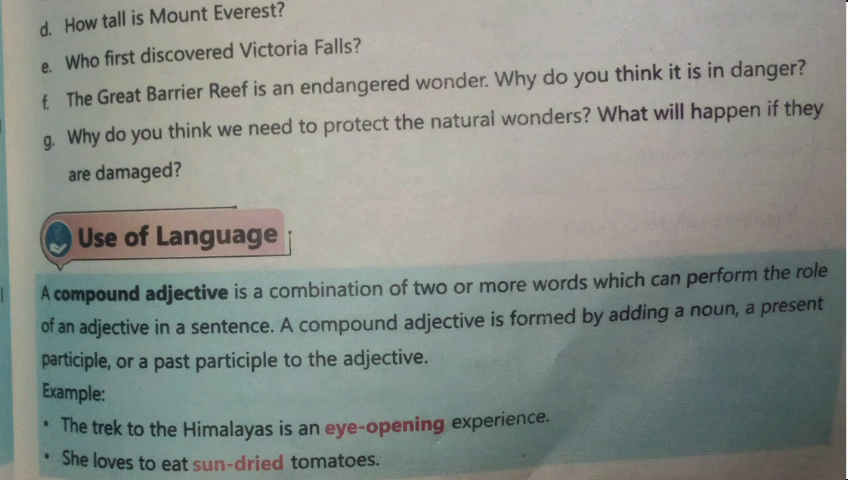 d. How tall is Mount Everest?
e. Who first discovered Victoria Falls?
f. The Great Barrier Reef is an endangered wonder. Why do you think it is in danger?
g. Why do you think we need to protect the natural wonders? What will happen if they
are damaged?
Use of Language
A compound adjective is a combination of two or more words which can perform the role
of an adjective in a sentence. A compound adjective is formed by adding a noun, a present
participle, or a past participle to the adjective.
Example:
• The trek to the Himalayas is an eye-opening experience.
• She loves to eat sun-dried tomatoes.